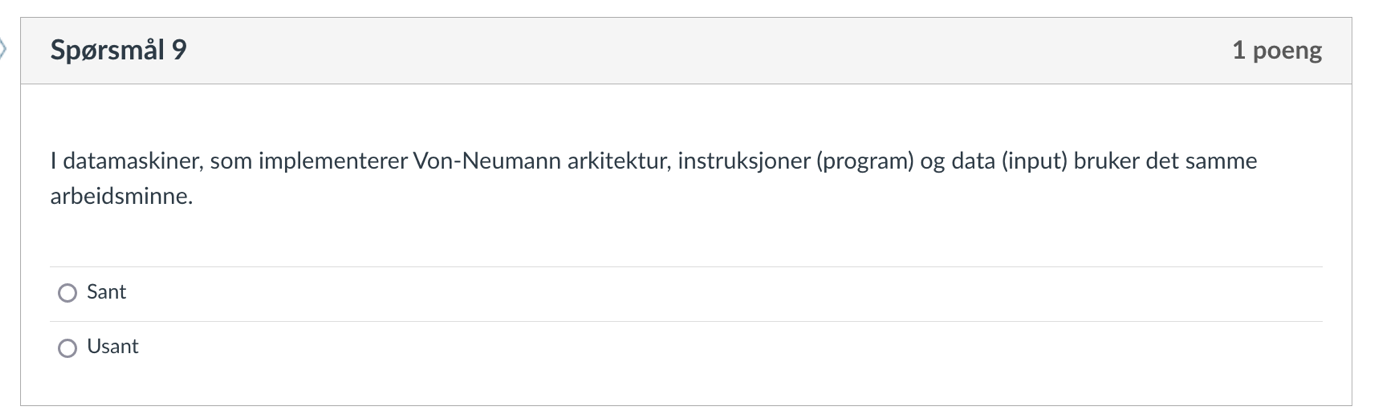 Spørsmål 9
1 poeng
I datamaskiner, som implementerer Von-Neumann arkitektur, instruksjoner (program) og data (input) bruker det samme
arbeidsminne.
Sant
Usant